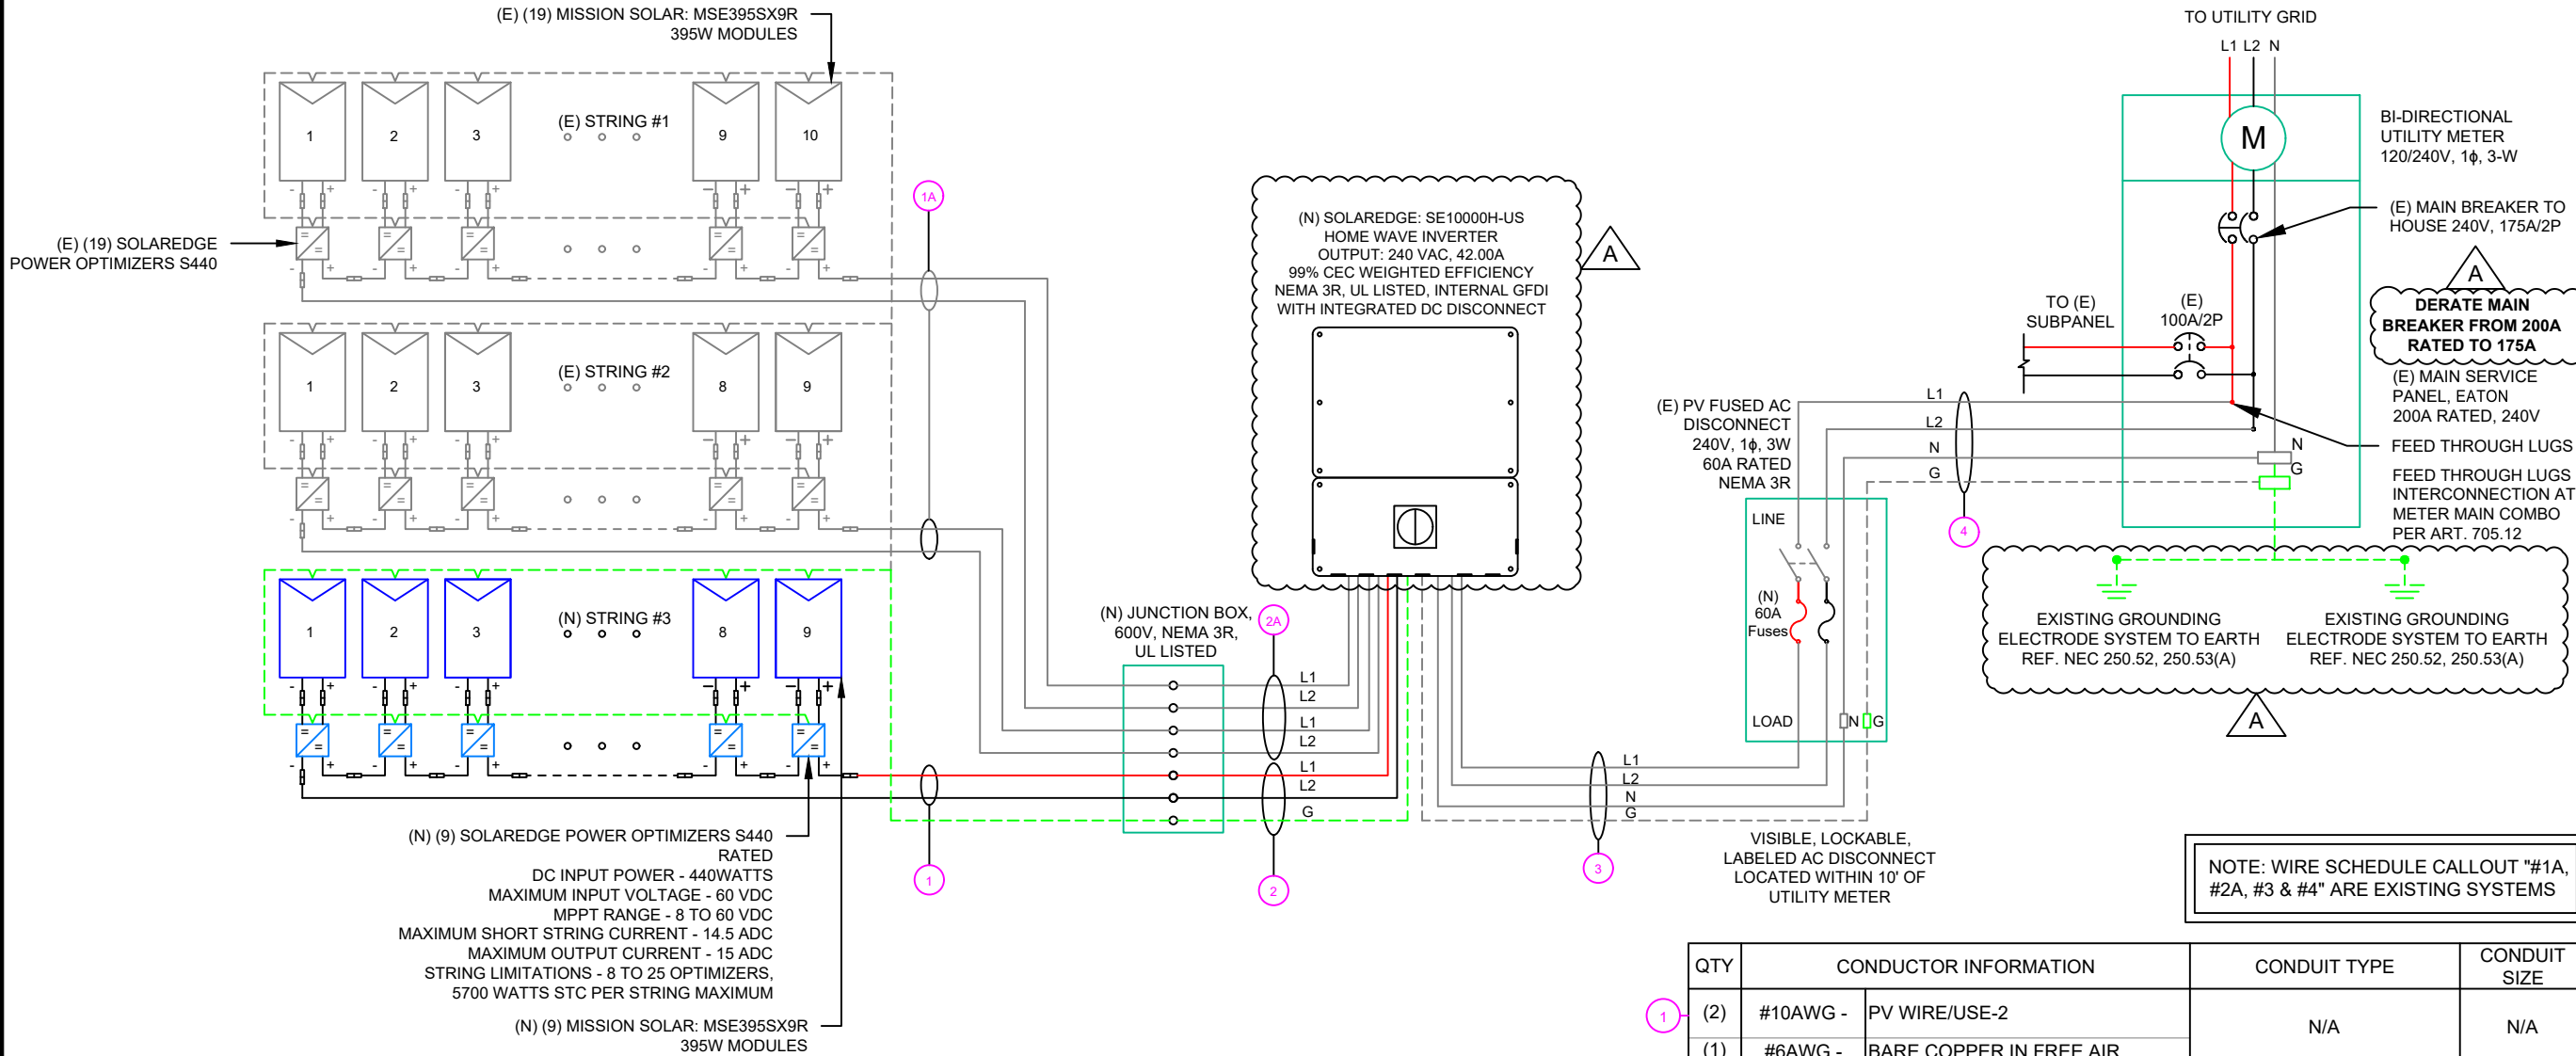 (E) (19) MISSION SOLAR: MSE395SX9R
395W MODULES
1
2
3
(E) STRING #1
9
10
- + - + - + - + - +
(E) (19) SOLAREDGE
POWER OPTIMIZERS S440
- + - + - + - + - +
1A
1
2
3
(E) STRING #2
8
9
- + - + - + - + - +
- + - + - + - + - +
1
2
3
(N) STRING #3
8
9
- + - + - + - + - +
- + - + - + - + - +
1
(N) (9) SOLAREDGE POWER OPTIMIZERS S440
RATED
DC INPUT POWER - 440WATTS
MAXIMUM INPUT VOLTAGE - 60 VDC
MPPT RANGE - 8 TO 60 VDC
MAXIMUM SHORT STRING CURRENT - 14.5 ADC
MAXIMUM OUTPUT CURRENT - 15 ADC
STRING LIMITATIONS - 8 TO 25 OPTIMIZERS,
5700 WATTS STC PER STRING MAXIMUM
(N) (9) MISSION SOLAR: MSE395SX9R
395W MODULES
(N) JUNCTION BOX,
600V, NEMA 3R,
UL LISTED
2A
L1
L2
L1
L2
L1
L2
G
2
(N) SOLAREDGE: SE10000H-US
HOME WAVE INVERTER
OUTPUT: 240 VAC, 42.00A
99% CEC WEIGHTED EFFICIENCY
NEMA 3R, UL LISTED, INTERNAL GFDI
WITH INTEGRATED DC DISCONNECT
A
L1
L2
N
G
3
(E) PV FUSED AC
DISCONNECT
240V, 1ϕ, 3W
60A RATED
NEMA 3R
LINE
(N)
60A
Fuses
LOAD
N
G
VISIBLE, LOCKABLE,
LABELED AC DISCONNECT
LOCATED WITHIN 10' OF
UTILITY METER
L1
L2
N
G
4
TO UTILITY GRID
L1 L2 N
M
BI-DIRECTIONAL
UTILITY METER
120/240V, 1ϕ, 3-W
(E) MAIN BREAKER TO
HOUSE 240V, 175A/2P
A
DERATE MAIN
BREAKER FROM 200A
RATED TO 175A
TO (E)
SUBPANEL
(E)
100A/2P
(E) MAIN SERVICE
PANEL, EATON
200A RATED, 240V
FEED THROUGH LUGS
N
G
FEED THROUGH LUGS
INTERCONNECTION AT
METER MAIN COMBO
PER ART. 705.12
EXISTING GROUNDING
ELECTRODE SYSTEM TO EARTH
REF. NEC 250.52, 250.53(A)
EXISTING GROUNDING
ELECTRODE SYSTEM TO EARTH
REF. NEC 250.52, 250.53(A)
A
NOTE: WIRE SCHEDULE CALLOUT "#1A,
#2A, #3 & #4" ARE EXISTING SYSTEMS
QTY CONDUCTOR INFORMATION CONDUIT TYPE CONDUIT SIZE
1 (2) #10AWG - PV WIRE/USE-2 N/A N/A
(1) #6AWG - BARE COPPER IN FREE AIR